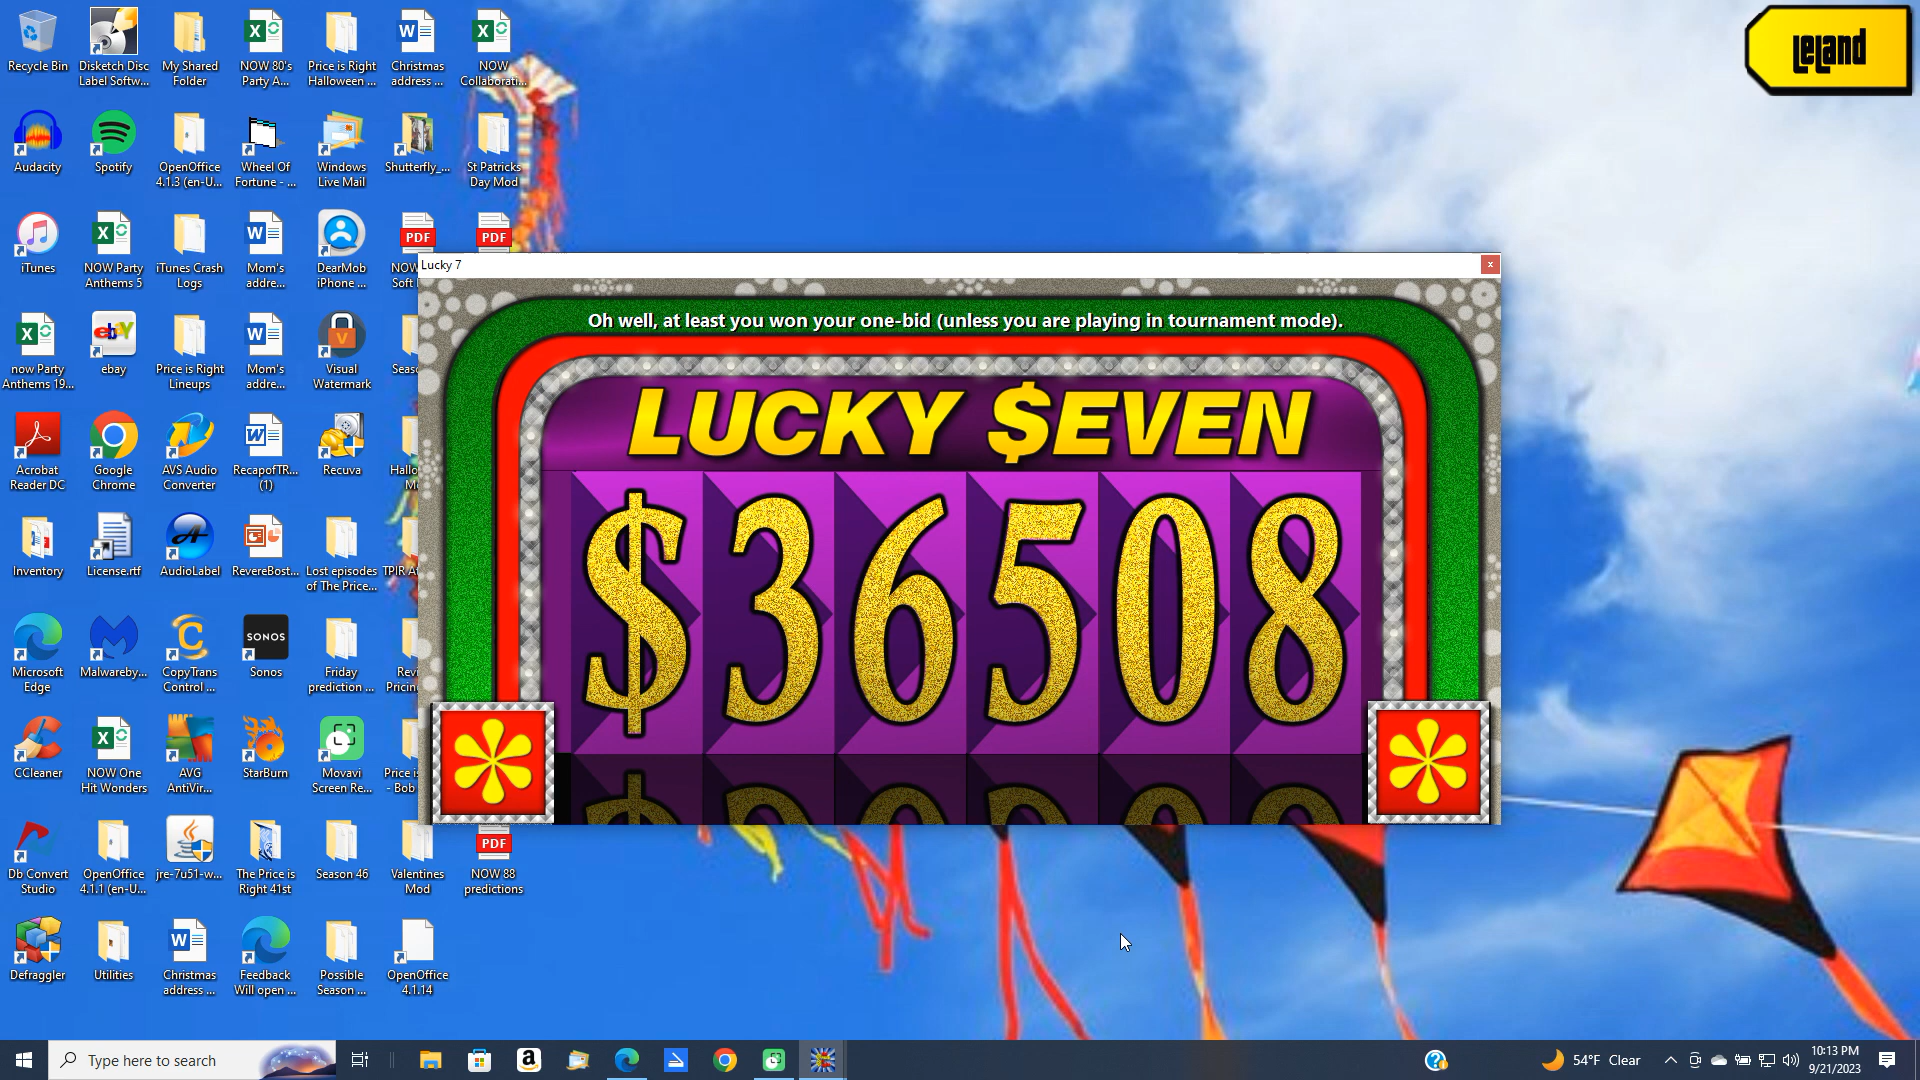 Recycle Bin
Disketch Disc
Label Softw...
My Shared
Folder
NOW 80's
Party A...
Price is Right
Halloween ...
Christmas
address ...
NOW
Collaborati...
Leland
Audacity
Spotify
OpenOffice
4.1.3 (en-U...
Wheel Of
Fortune - ...
Windows
Live Mail
Shutterfly_...
St Patricks
Day Mod
iTunes
NOW Party
Anthems 5
iTunes Crash
Logs
Mom's
addre...
DearMob
iPhone ...
PDF
NOW
Soft
PDF
Lucky 7
x
Oh well, at least you won your one-bid (unless you are playing in tournament mode).
LUCKY $EVEN
$36508
now Party
Anthems 19...
ebay
ebay
Price is Right
Lineups
Mom's
addre...
Visual
Watermark
Acrobat
Reader DC
Google
Chrome
AVS Audio
Converter
RecapofTR...
(1)
Recuva
Inventory
License.rtf
AudioLabel
RevereBost...
Lost episodes
of The Price...
Microsoft
Edge
Malwareby...
CopyTrans
Control ...
SONOS
Sonos
Friday
prediction ...
CCleaner
NOW One
Hit Wonders
AVG
AntiVir...
StarBurn
Movavi
Screen Re...
Price is
- Bob
Db Convert
Studio
OpenOffice
4.1.1 (en-U...
jre-7u51-w...
The Price is
Right 41st
Season 46
Valentines
Mod
PDF
NOW 88
predictions
Defraggler
Utilities
Christmas
address ...
Feedback
Will open ...
Possible
Season ...
OpenOffice
4.1.14
Type here to search
54°F Clear
10:13 PM
9/21/2023